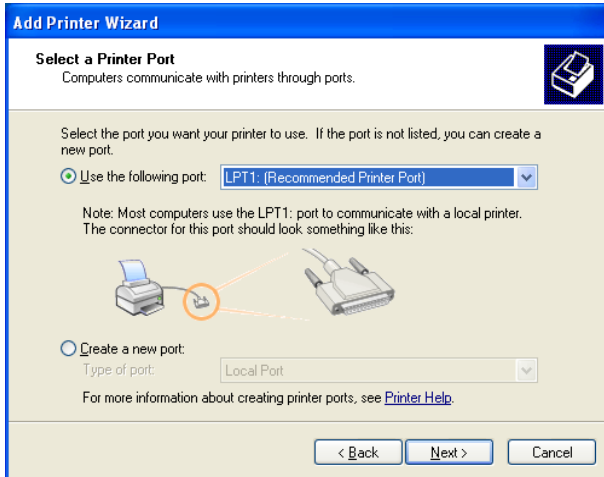 Add Printer Wizard
Select a Printer Port
Computers communicate with printers through ports.
Select the port you want your printer to use.  If the port is not listed, you can create a
new port.
Use the following port:
LPT1: (Recommended Printer Port)
Note: Most computers use the LPT1: port to communicate with a local printer.
The connector for this port should look something like this:
Create a new port:
Type of port:
Local Port
For more information about creating printer ports, see Printer Help.
< Back
Next >
Cancel